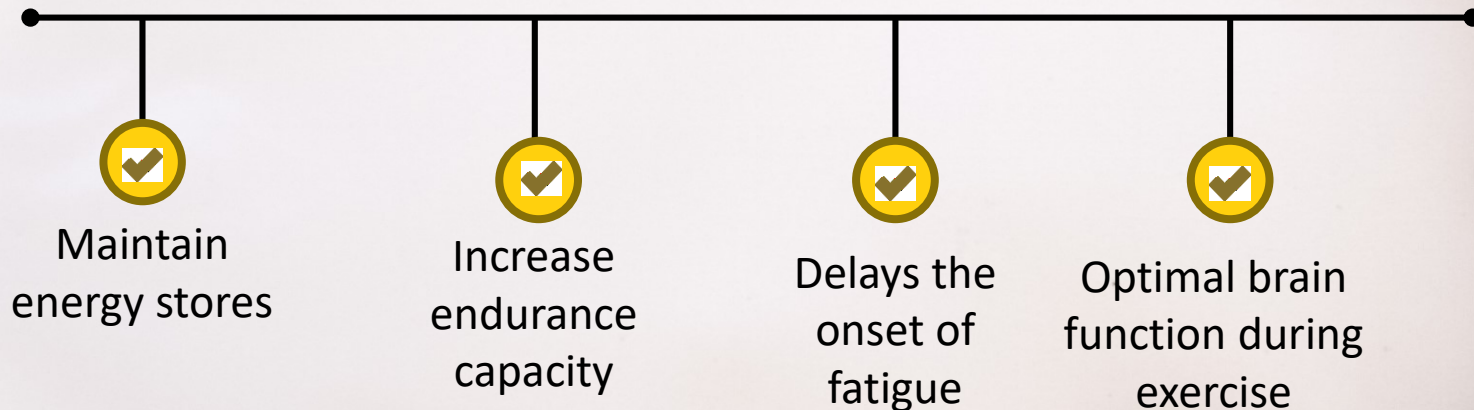 Maintain
energy stores
Increase
endurance
capacity
Delays the
onset of
fatigue
Optimal brain
function during
exercise